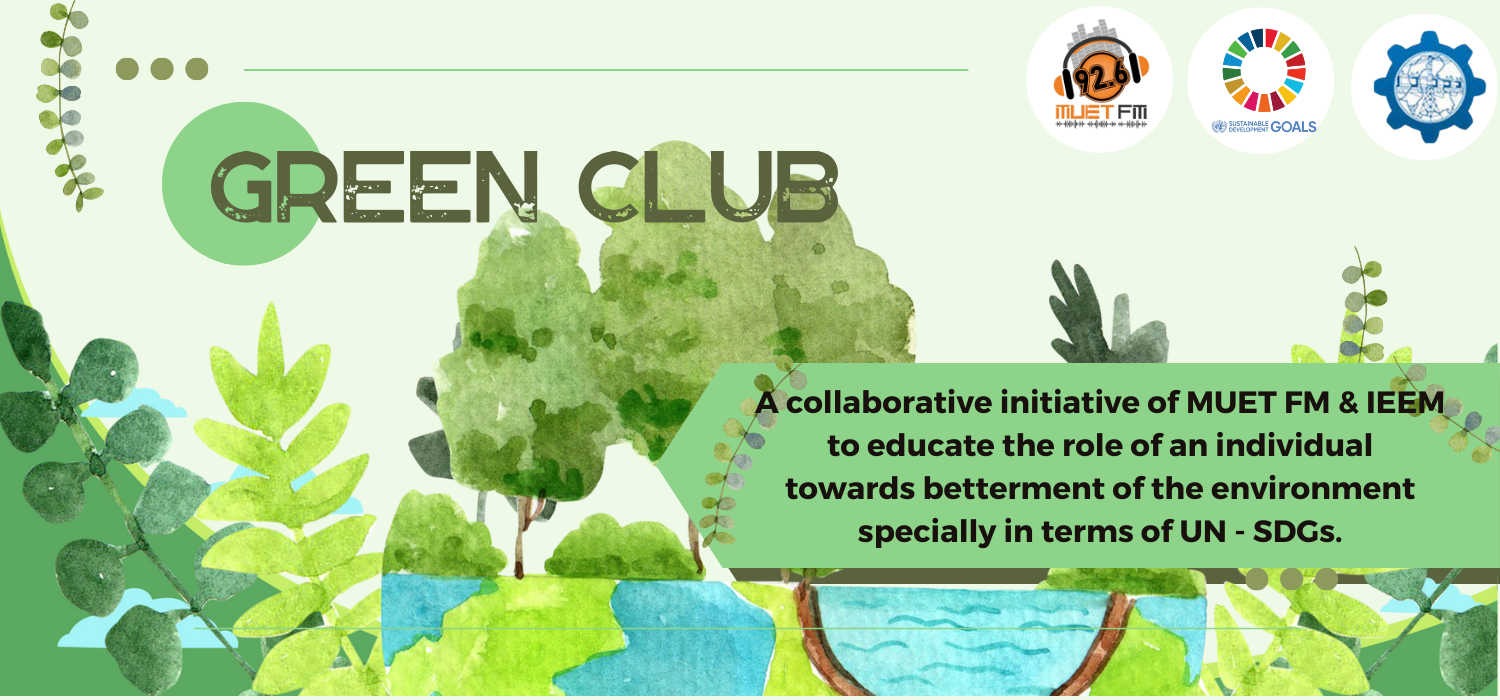 92.6
MUET FM
SUSTAINABLE
DEVELOPMENT GOALS
GREEN CLUB
A collaborative initiative of MUET FM & IEEM
to educate the role of an individual
towards betterment of the environment
specially in terms of UN - SDGs.